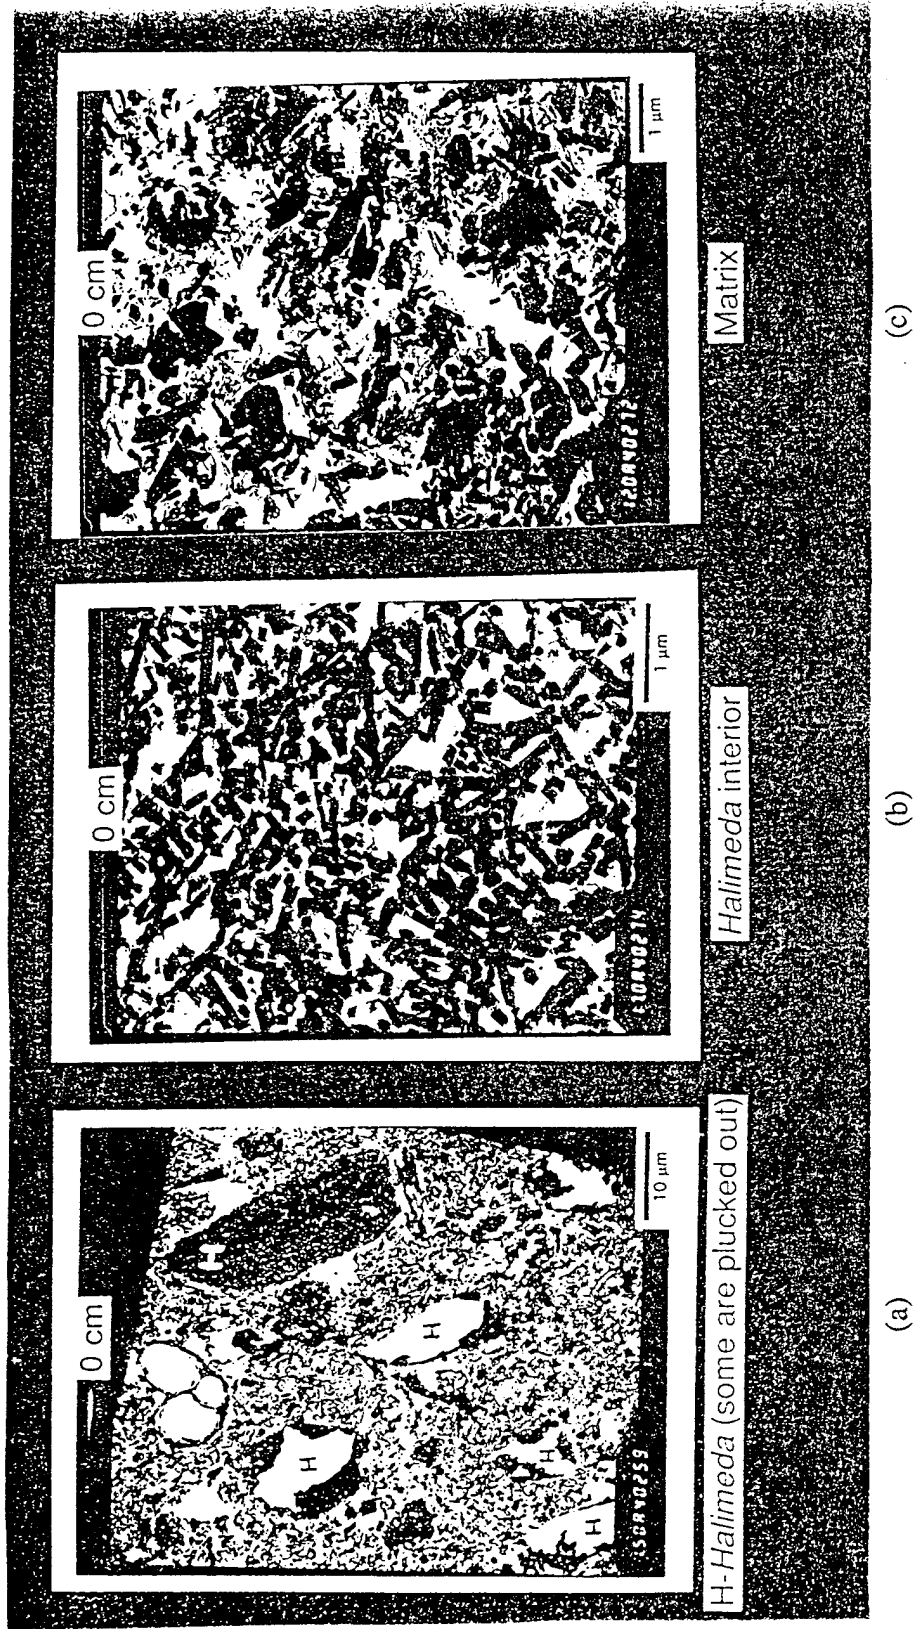 0 cm
H
H
H
H
H
10 µm
H-Halimeda (some are plucked out)
(a)
0 cm
1 µm
Halimeda interior
(b)
0 cm
1 µm
Matrix
(c)